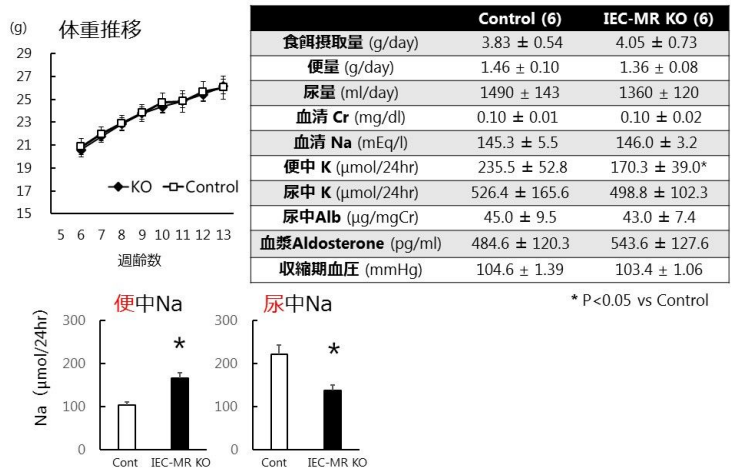 (g) 体重推移
29
27
25
23
21
19
17
15
KO Control
5 6 7 8 9 10 11 12 13
週齢数
Control (6) IEC-MR KO (6)
食餌摂取量 (g/day) 3.83 ± 0.54 4.05 ± 0.73
便量 (g/day) 1.46 ± 0.10 1.36 ± 0.08
尿量 (ml/day) 1490 ± 143 1360 ± 120
血清 Cr (mg/dl) 0.10 ± 0.01 0.10 ± 0.02
血清 Na (mEq/l) 145.3 ± 5.5 146.0 ± 3.2
便中 K (μmol/24hr) 235.5 ± 52.8 170.3 ± 39.0*
尿中 K (μmol/24hr) 526.4 ± 165.6 498.8 ± 102.3
尿中Alb (μg/mgCr) 45.0 ± 9.5 43.0 ± 7.4
血漿Aldosterone (pg/ml) 484.6 ± 120.3 543.6 ± 127.6
収縮期血圧 (mmHg) 104.6 ± 1.39 103.4 ± 1.06
* P<0.05 vs Control
便中Na
Na (μmol/24hr)
300
200
100
0
*
Cont IEC-MR KO
尿中Na
300
200
100
0
*
Cont IEC-MR KO